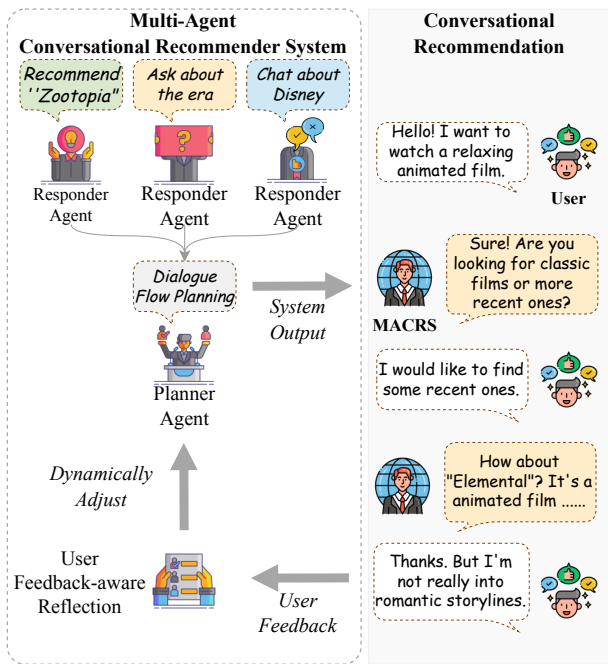 Multi-Agent
Conversational Recommender System
Recommend
''Zootopia"
Ask about
the era
Chat about
Disney
Responder
Agent
Responder
Agent
Responder
Agent
Dialogue
Flow Planning
System
Output
Planner
Agent
Dynamically
Adjust
User
Feedback-aware
Reflection
User
Feedback
Conversational
Recommendation
Hello! I want to
watch a relaxing
animated film.
User
Sure! Are you
looking for classic
films or more
recent ones?
MACRS
I would like to find
some recent ones.
How about
"Elemental"? It's a
animated film ......
Thanks. But I'm
not really into
romantic storylines.